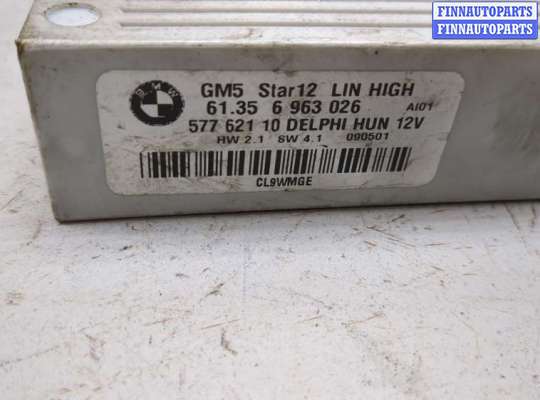 FINNAUTOPARTS
FINNAUTOPARTS
BMW
GM5 Star12 LIN HIGH
61.35 6 963 026 AI01
577 621 10 DELPHI HUN 12V
HW 2.1 SW 4.1 090501
CL9WMGE